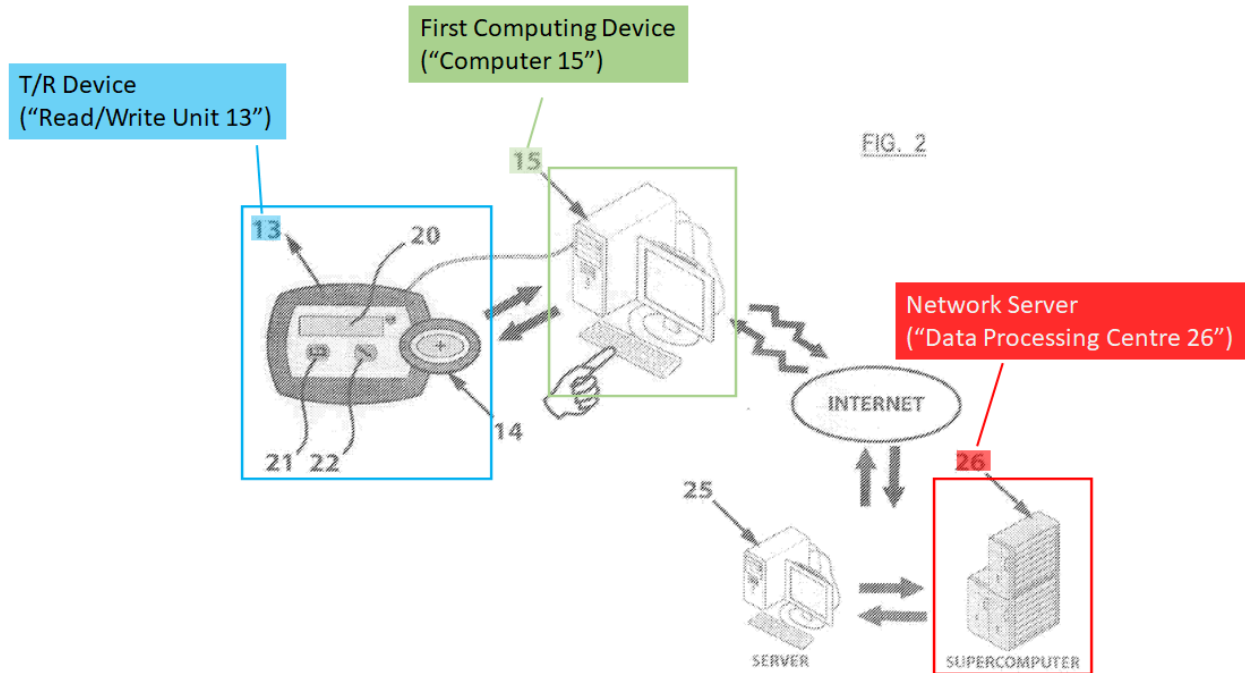 First Computing Device
(“Computer 15”)
T/R Device
(“Read/Write Unit 13”)
FIG. 2
15
13
20
Network Server
(“Data Processing Centre 26”)
INTERNET
14
21 22
26
25
SERVER
SUPERCOMPUTER